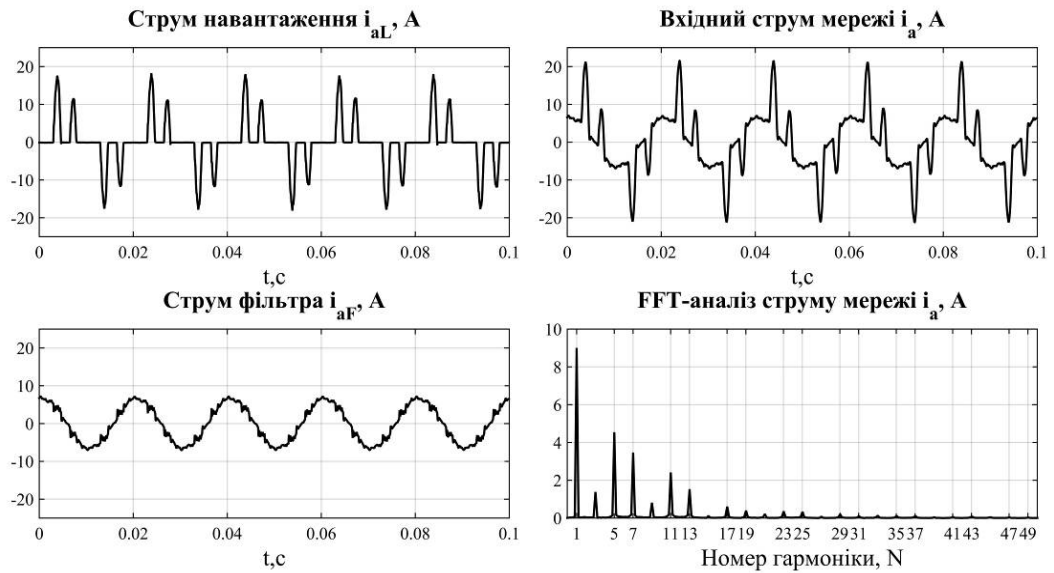 Струм навантаження i_aL, А
20
10
0
-10
-20
0 0.02 0.04 0.06 0.08 0.1
t,с
Вхідний струм мережі i_a, А
20
10
0
-10
-20
0 0.02 0.04 0.06 0.08 0.1
t,с
Струм фільтра i_aF, А
20
10
0
-10
-20
0 0.02 0.04 0.06 0.08 0.1
t,с
FFT-аналіз струму мережі i_a, А
10
8
6
4
2
0
1 5 7 11 13 17 19 23 25 29 31 35 37 41 43 47 49
Номер гармоніки, N